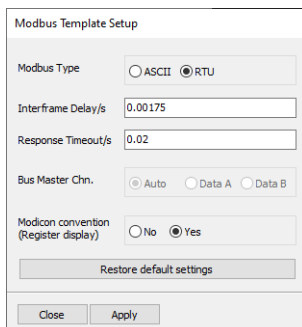 Modbus Template Setup
Modbus Type ASCII RTU
Interframe Delay/s 0.00175
Response Timeout/s 0.02
Bus Master Chn. Auto Data A Data B
Modicon convention
(Register display) No Yes
Restore default settings
Close Apply